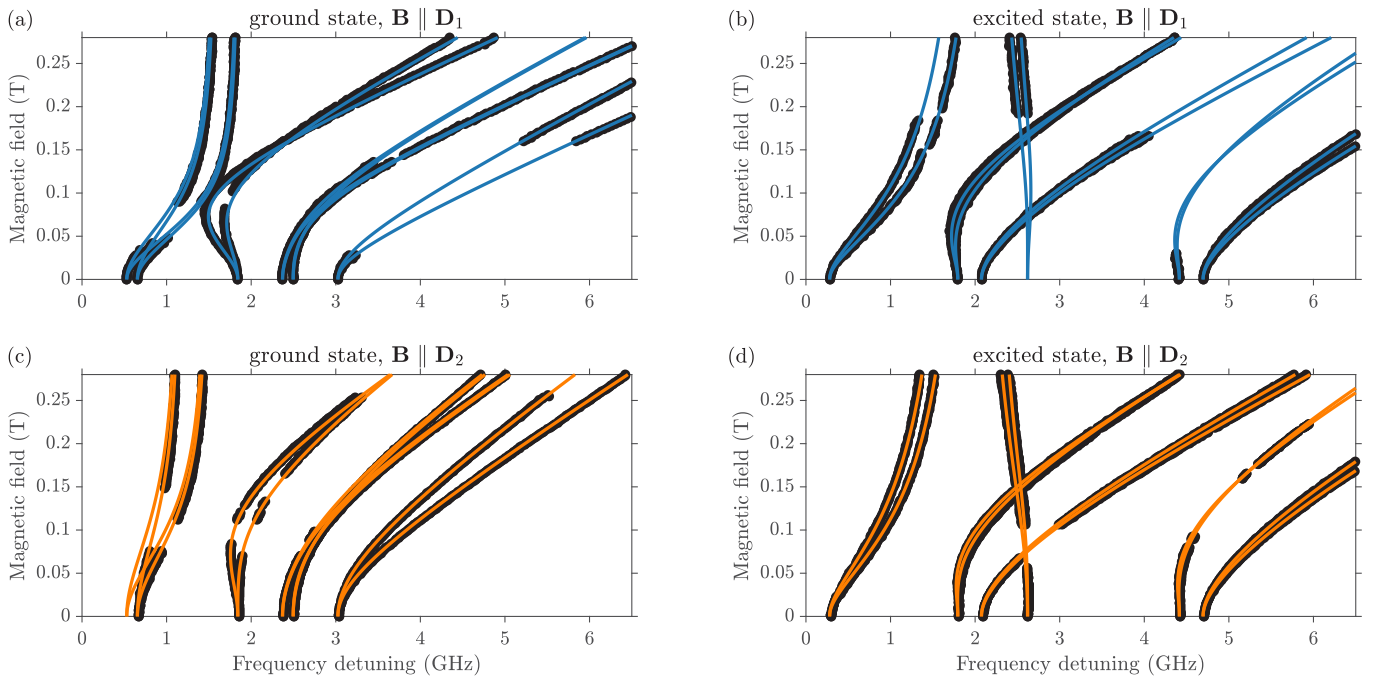 (a) ground state, B ∥ D₁
Magnetic field (T)
0.25
0.2
0.15
0.1
0.05
0
0 1 2 3 4 5 6
(b) excited state, B ∥ D₁
Magnetic field (T)
0.25
0.2
0.15
0.1
0.05
0
0 1 2 3 4 5 6
(c) ground state, B ∥ D₂
Magnetic field (T)
0.25
0.2
0.15
0.1
0.05
0
0 1 2 3 4 5 6
Frequency detuning (GHz)
(d) excited state, B ∥ D₂
Magnetic field (T)
0.25
0.2
0.15
0.1
0.05
0
0 1 2 3 4 5 6
Frequency detuning (GHz)